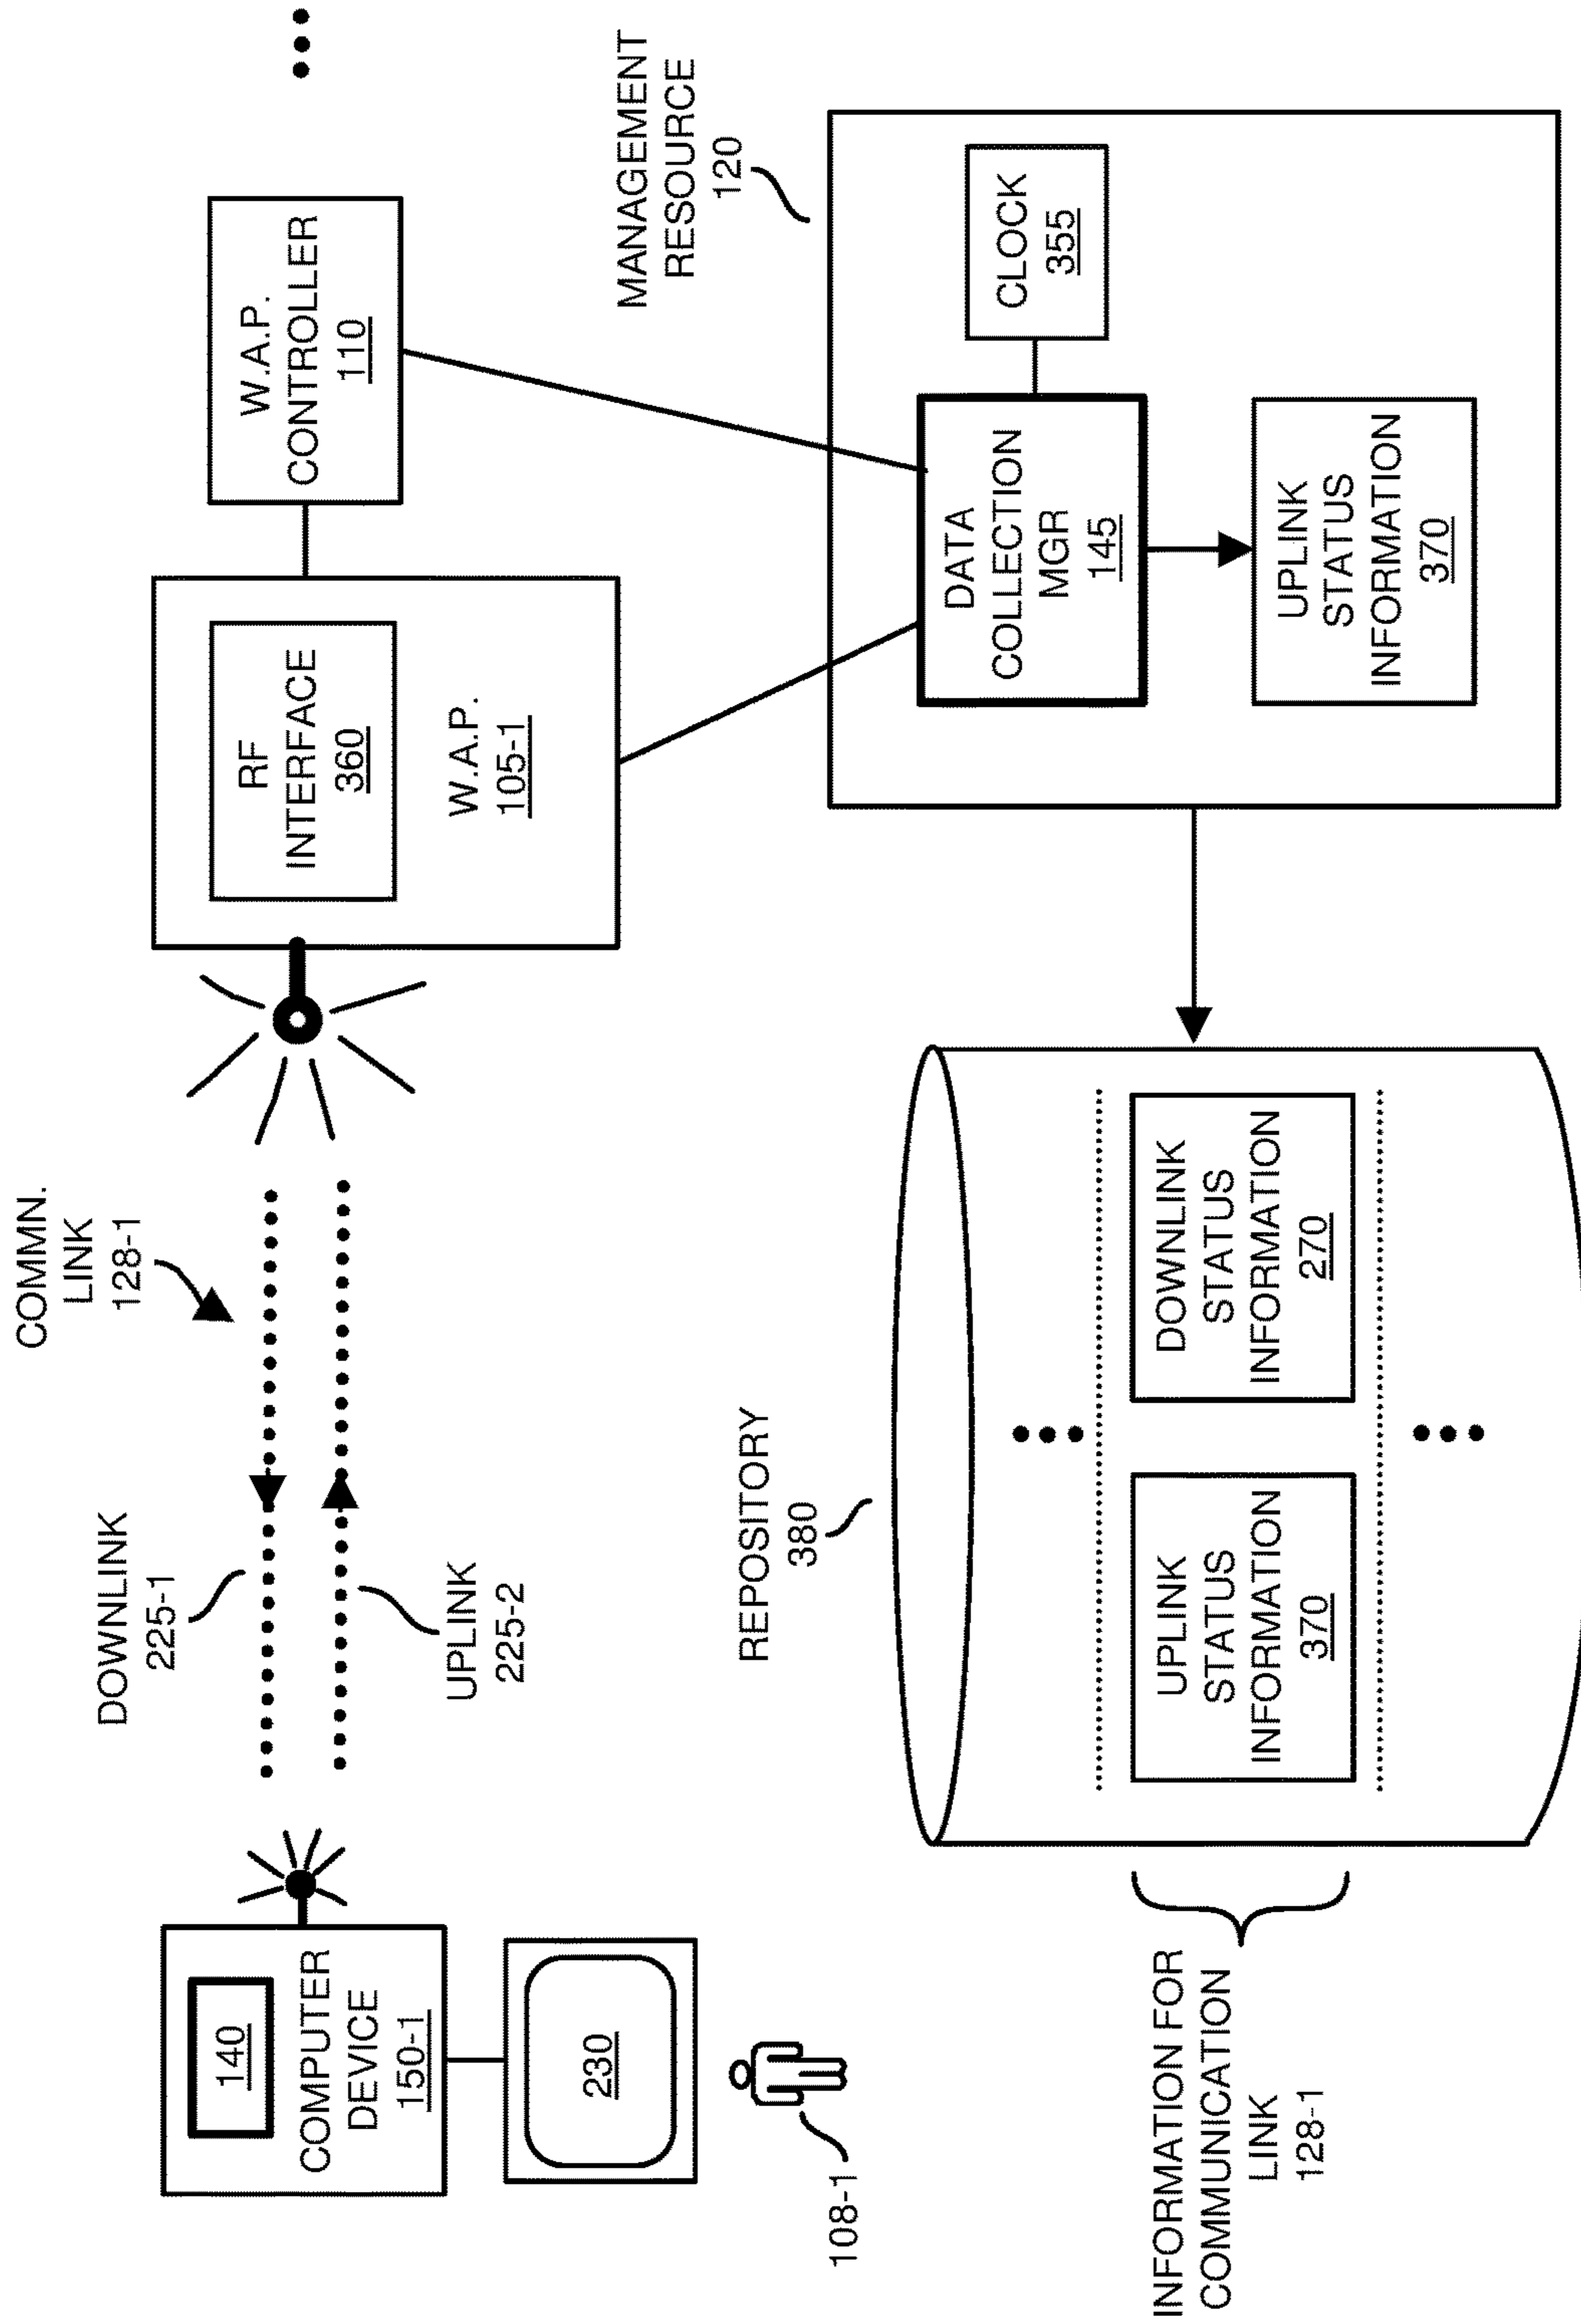 COMMN.
LINK
128-1
DOWNLINK
225-1
UPLINK
225-2
140
COMPUTER
DEVICE
150-1
230
108-1
RF
INTERFACE
360
W.A.P.
105-1
W.A.P.
CONTROLLER
110
MANAGEMENT
RESOURCE
120
DATA
COLLECTION
MGR
145
CLOCK
355
UPLINK
STATUS
INFORMATION
370
REPOSITORY
380
UPLINK
STATUS
INFORMATION
370
DOWNLINK
STATUS
INFORMATION
270
INFORMATION FOR
COMMUNICATION
LINK
128-1